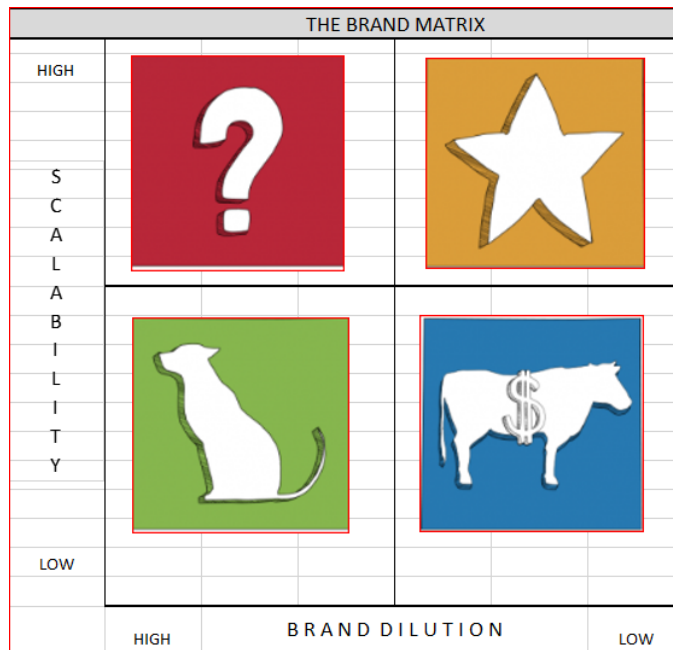 THE BRAND MATRIX
HIGH
?
S
C
A
L
A
B
I
L
I
T
Y
$
LOW
BRAND DILUTION
HIGH
LOW